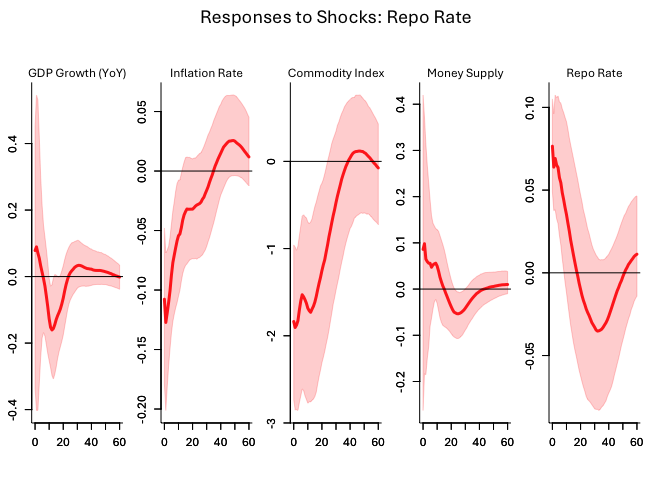 Responses to Shocks: Repo Rate
GDP Growth (YoY)
0.4
0.2
0.0
-0.2
-0.4
0 20 40 60
Inflation Rate
0.05
0.00
-0.05
-0.10
-0.15
-0.20
0 20 40 60
Commodity Index
0
-1
-2
-3
0 20 40 60
Money Supply
0.4
0.3
0.2
0.1
0.0
-0.1
-0.2
0 20 40 60
Repo Rate
0.10
0.05
0.00
-0.05
0 20 40 60